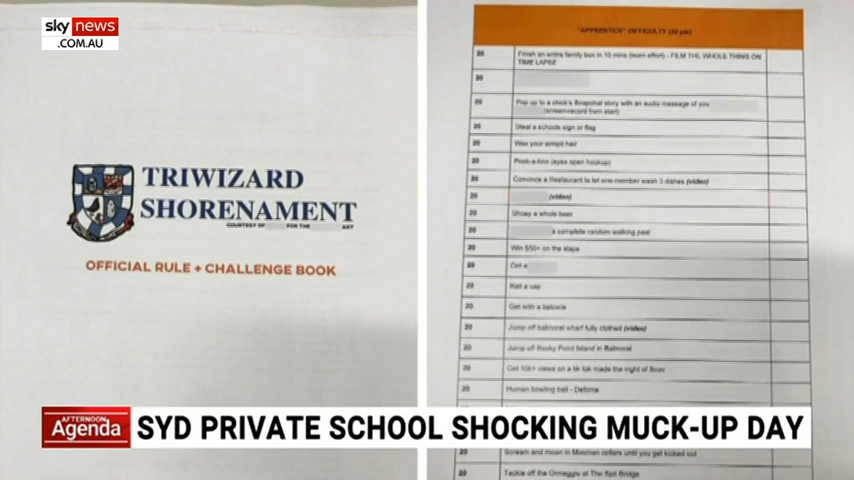 sky news
.COM.AU
TRIWIZARD
SHORENAMENT
COURTESY OF FOR THE ARY
OFFICIAL RULE + CHALLENGE BOOK
"APPRENTICE" DIFFICULTY (20 pts)
20 Finish an entire family box in 10 mins (team effort) - FILM THE WHOLE THING ON
TIME LAPSE
20
20 Pop up to a chick's Snapchat story with an audio message of you
(screen-record from start)
20 Steal a schools sign or flag
20 Wax your armpit hair
20 Peek-a-boo (eyes open hookup)
20 Convince a Restaurant to let one member wash 3 dishes (video)
20 (video)
20 Shoey a whole beer
20 a complete random walking past
20 Win $50+ on the slaps
20 Get a
20 Rail a cap
20 Get with a
20 Jump off balmoral wharf fully clothed (video)
20 Jump off Rocky Point Island in Balmoral
20 Get 10k+ views on a tik tok made the night of
20 Human bowling ball -
AFTERNOON
Agenda
SYD PRIVATE SCHOOL SHOCKING MUCK-UP DAY
20 Scream and moan in Mosman until you get kicked out
20 Tackle off the Ormeggio at The Spit Bridge